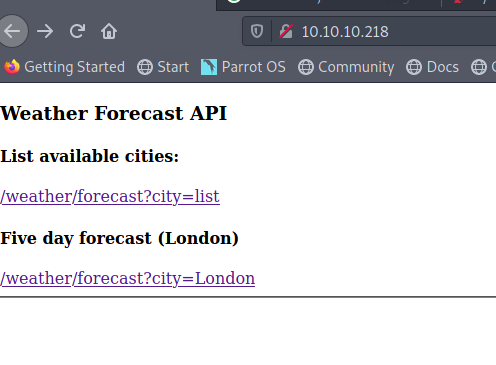 10.10.10.218
Getting Started Start Parrot OS Community Docs
Weather Forecast API
List available cities:
/weather/forecast?city=list
Five day forecast (London)
/weather/forecast?city=London